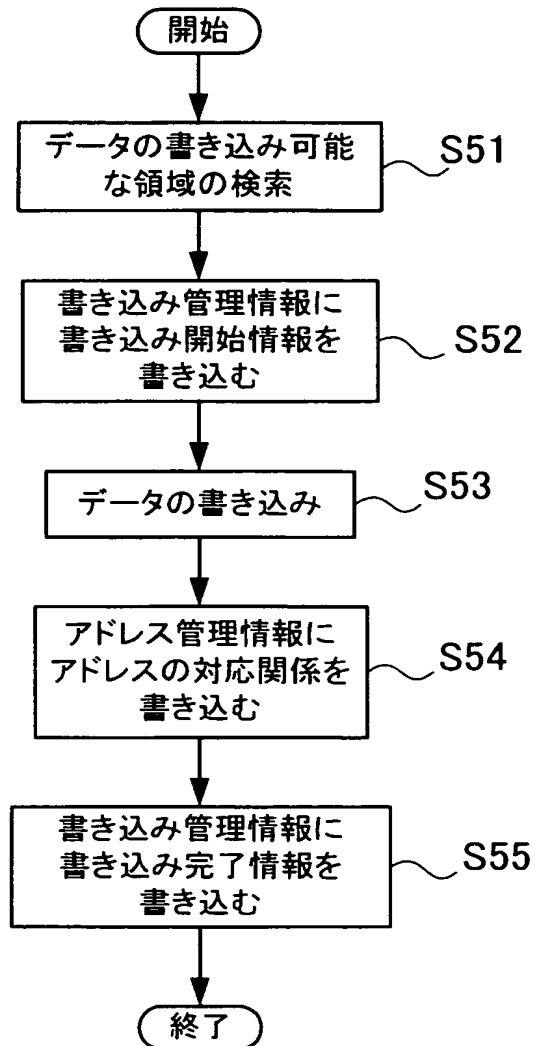 開始
データの書き込み可能
な領域の検索
S51
書き込み管理情報に
書き込み開始情報を
書き込む
S52
データの書き込み
S53
アドレス管理情報に
アドレスの対応関係を
書き込む
S54
書き込み管理情報に
書き込み完了情報を
書き込む
S55
終了